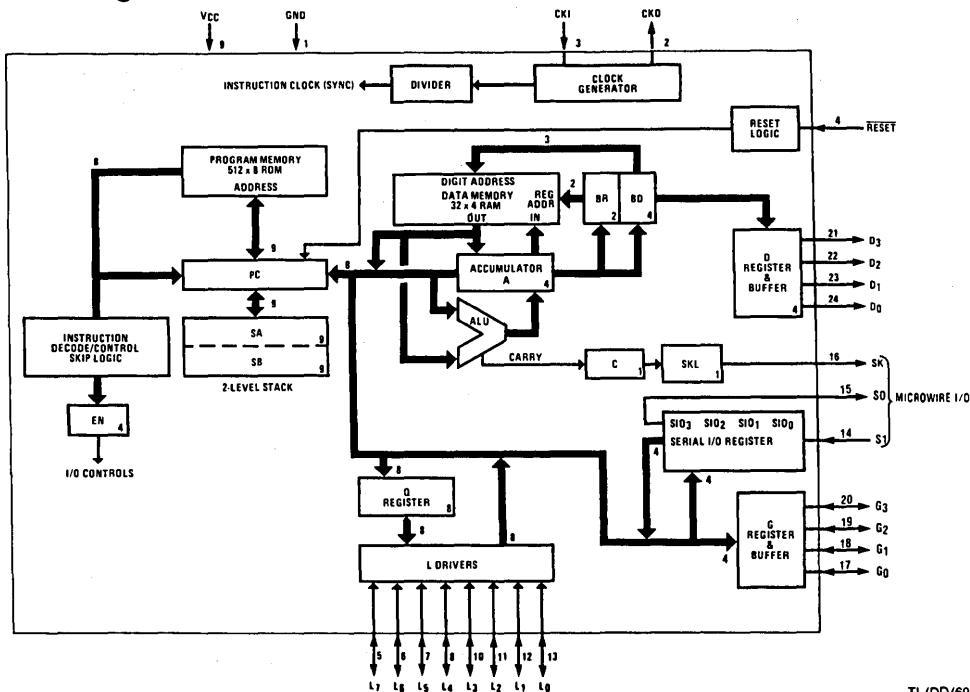 VCC
GND
CKI
CKO
9
1
3
2
INSTRUCTION CLOCK (SYNC)
DIVIDER
CLOCK
GENERATOR
RESET
LOGIC
4
RESET
8
PROGRAM MEMORY
512 x 8 ROM
ADDRESS
9
PC
9
SA
9
SB
9
2-LEVEL STACK
INSTRUCTION
DECODE/CONTROL
SKIP LOGIC
EN
4
I/O CONTROLS
3
DIGIT ADDRESS
DATA MEMORY
32 x 4 RAM
OUT
REG
ADDR
IN
2
BR
2
BD
4
8
ACCUMULATOR
A
4
ALU
CARRY
C
1
SKL
1
D
REGISTER
&
BUFFER
4
21 D3
22 D2
23 D1
24 D0
16 SK
15 SO
14 S1
MICROWIRE I/O
SIO3 SIO2 SIO1 SIO0
SERIAL I/O REGISTER
4
4
8
Q
REGISTER
8
8
8
L DRIVERS
G
REGISTER
&
BUFFER
4
20 G3
19 G2
18 G1
17 G0
5 6 7 8 10 11 12 13
L7 L6 L5 L4 L3 L2 L1 L0